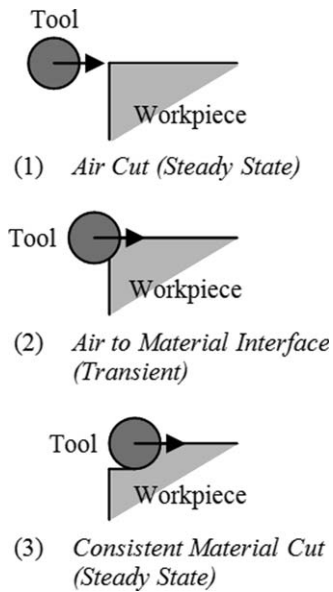 Tool
Workpiece
(1) Air Cut (Steady State)
Tool
Workpiece
(2) Air to Material Interface
(Transient)
Tool
Workpiece
(3) Consistent Material Cut
(Steady State)